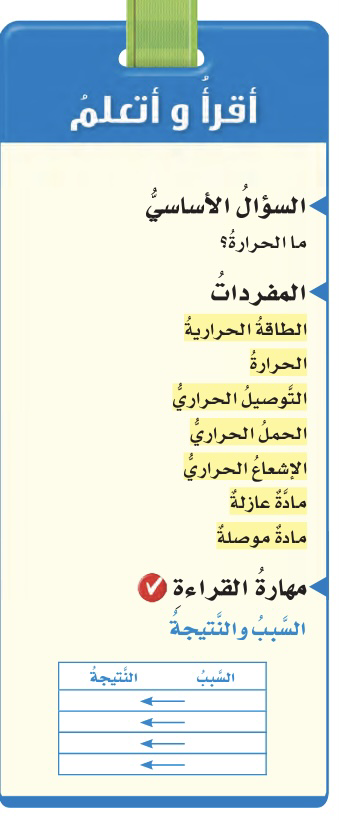 أقرأُ و أتعلمُ
السؤالُ الأساسيُّ
ما الحرارةُ؟
المفرداتُ
الطاقةُ الحراريةُ
الحرارةُ
التَّوصيلُ الحراريُّ
الحملُ الحراريُّ
الإشعاعُ الحراريُّ
مادَّةٌ عازلةٌ
مادةٌ موصلةٌ
مهارةُ القراءةِ
السَّببُ والنَّتيجةُ
السَّببُ النَّتيجةُ